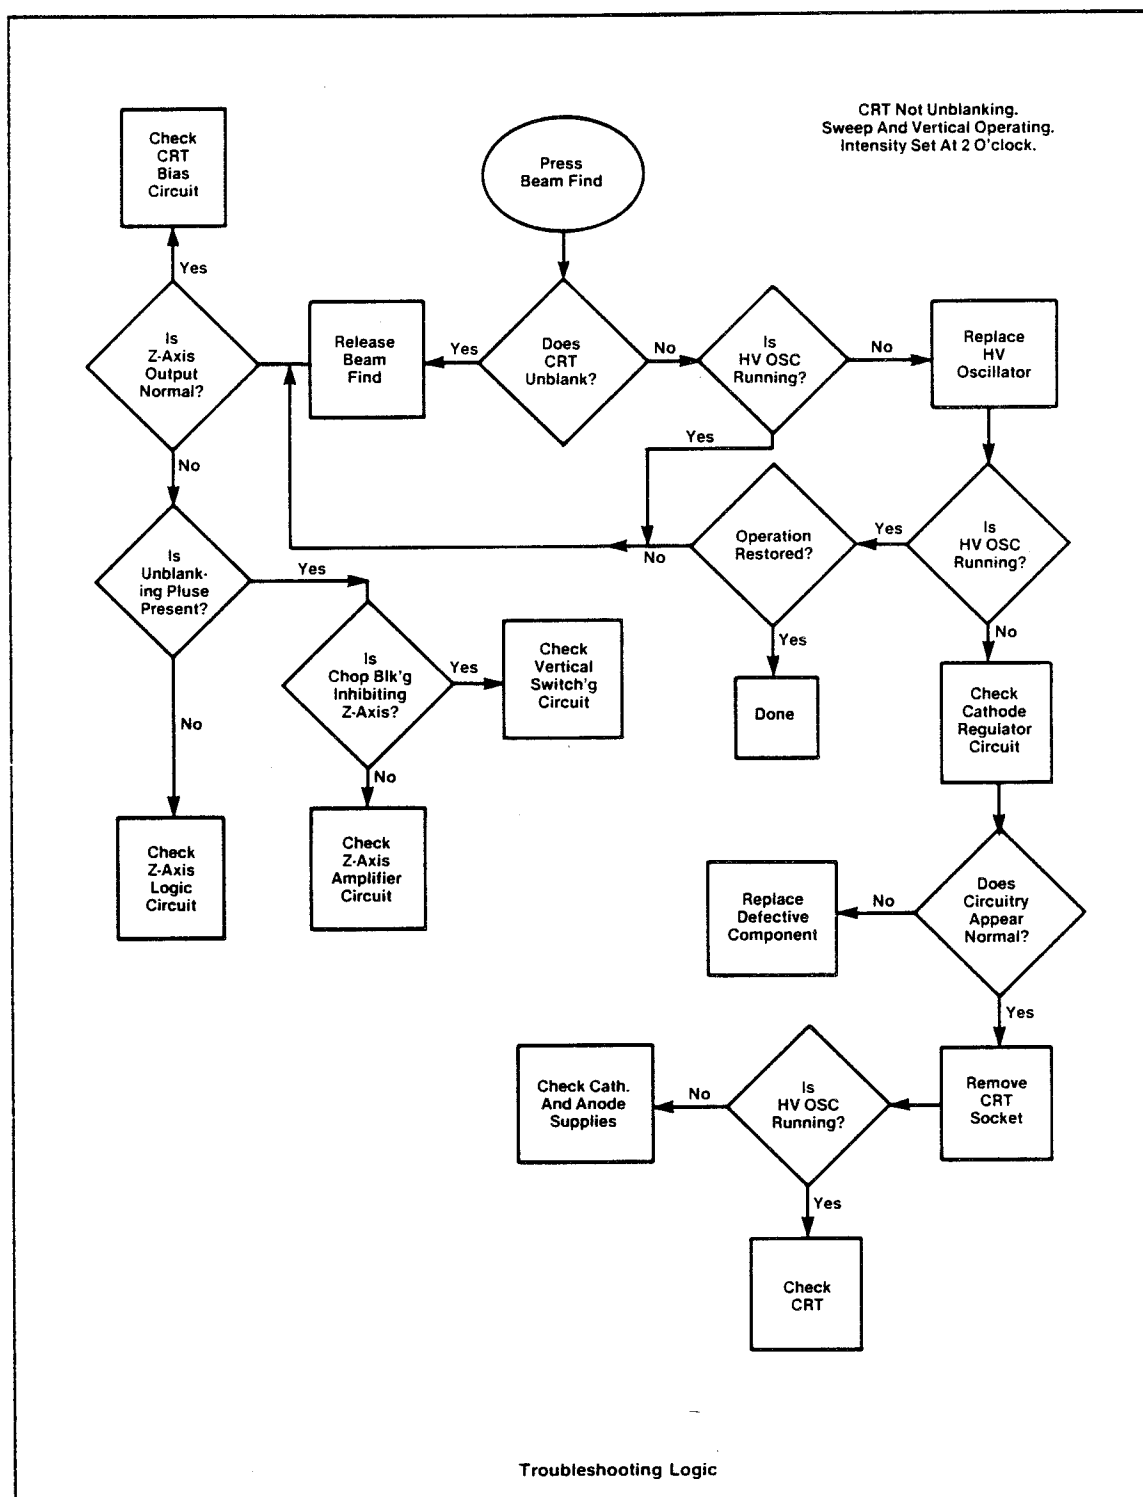 CRT Not Unblanking.
Sweep And Vertical Operating.
Intensity Set At 2 O'clock.
Check
CRT
Bias
Circuit
Press
Beam Find
Yes
Is
Z-Axis
Output
Normal?
Release
Beam
Find
Yes
Does
CRT
Unblank?
No
Is
HV OSC
Running?
No
Replace
HV
Oscillator
Yes
No
Is
Unblank-
ing Pluse
Present?
Yes
No
Operation
Restored?
Yes
Is
HV OSC
Running?
Is
Chop Blk'g
Inhibiting
Z-Axis?
Yes
Check
Vertical
Switch'g
Circuit
Yes
Done
No
Check
Cathode
Regulator
Circuit
No
No
Check
Z-Axis
Logic
Circuit
Check
Z-Axis
Amplifier
Circuit
Replace
Defective
Component
No
Does
Circuitry
Appear
Normal?
Yes
Check Cath.
And Anode
Supplies
No
Is
HV OSC
Running?
Remove
CRT
Socket
Yes
Check
CRT
Troubleshooting Logic